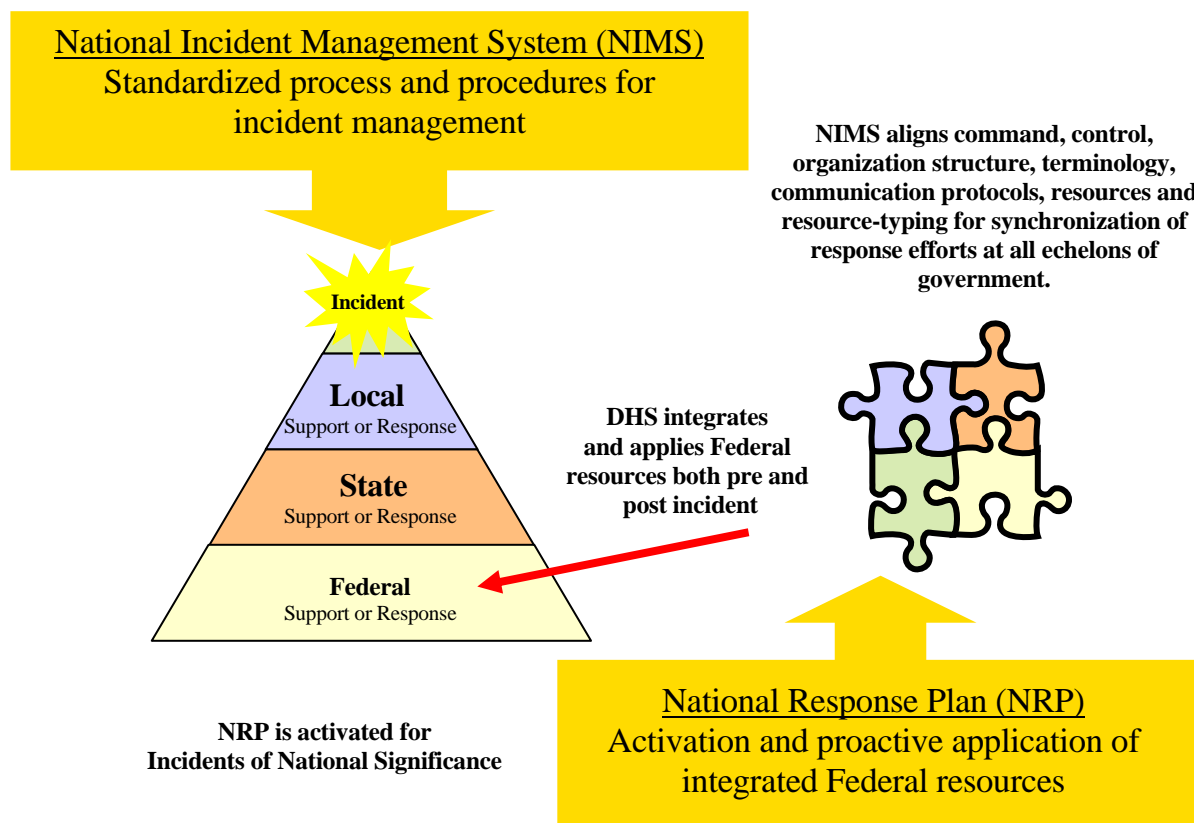 National Incident Management System (NIMS)
Standardized process and procedures for
incident management
NIMS aligns command, control,
organization structure, terminology,
communication protocols, resources and
resource-typing for synchronization of
response efforts at all echelons of
government.
Incident
Local
Support or Response
State
Support or Response
Federal
Support or Response
DHS integrates
and applies Federal
resources both pre and
post incident
NRP is activated for
Incidents of National Significance
National Response Plan (NRP)
Activation and proactive application of
integrated Federal resources